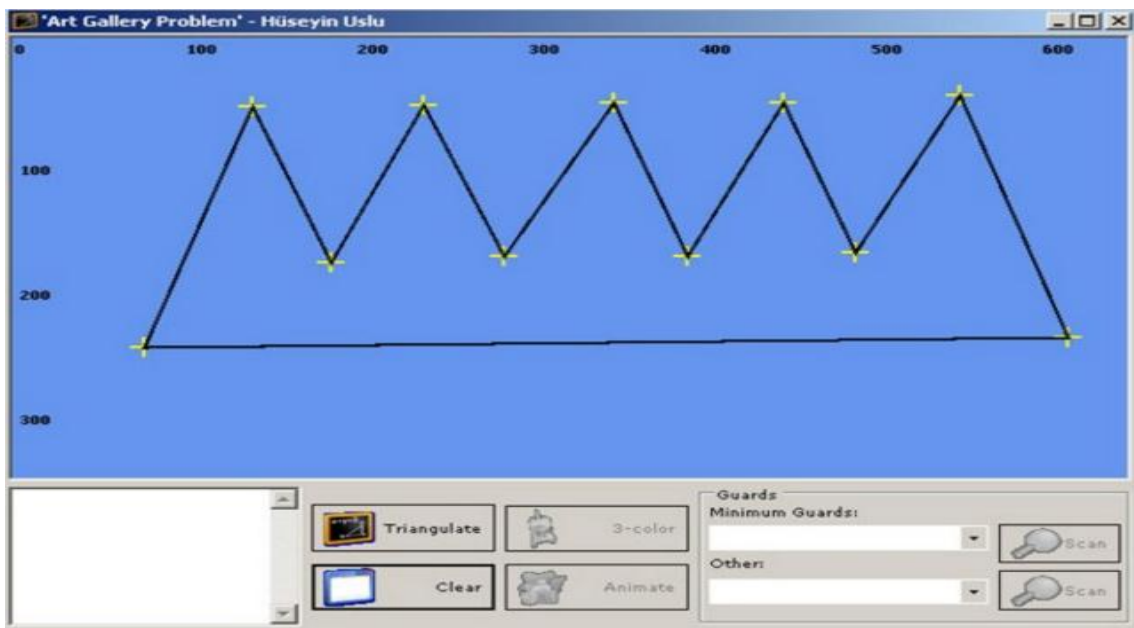 'Art Gallery Problem' - Hüseyin Uslu
0 100 200 300 400 500 600
100
200
300
Triangulate
3-color
Clear
Animate
Guards
Minimum Guards:
Scan
Other:
Scan